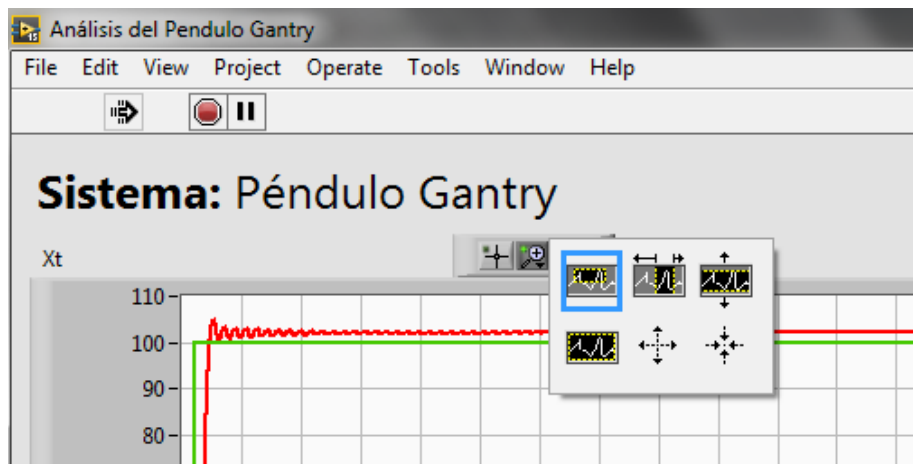 Análisis del Pendulo Gantry
File Edit View Project Operate Tools Window Help
Sistema: Péndulo Gantry
Xt
110
100
90
80